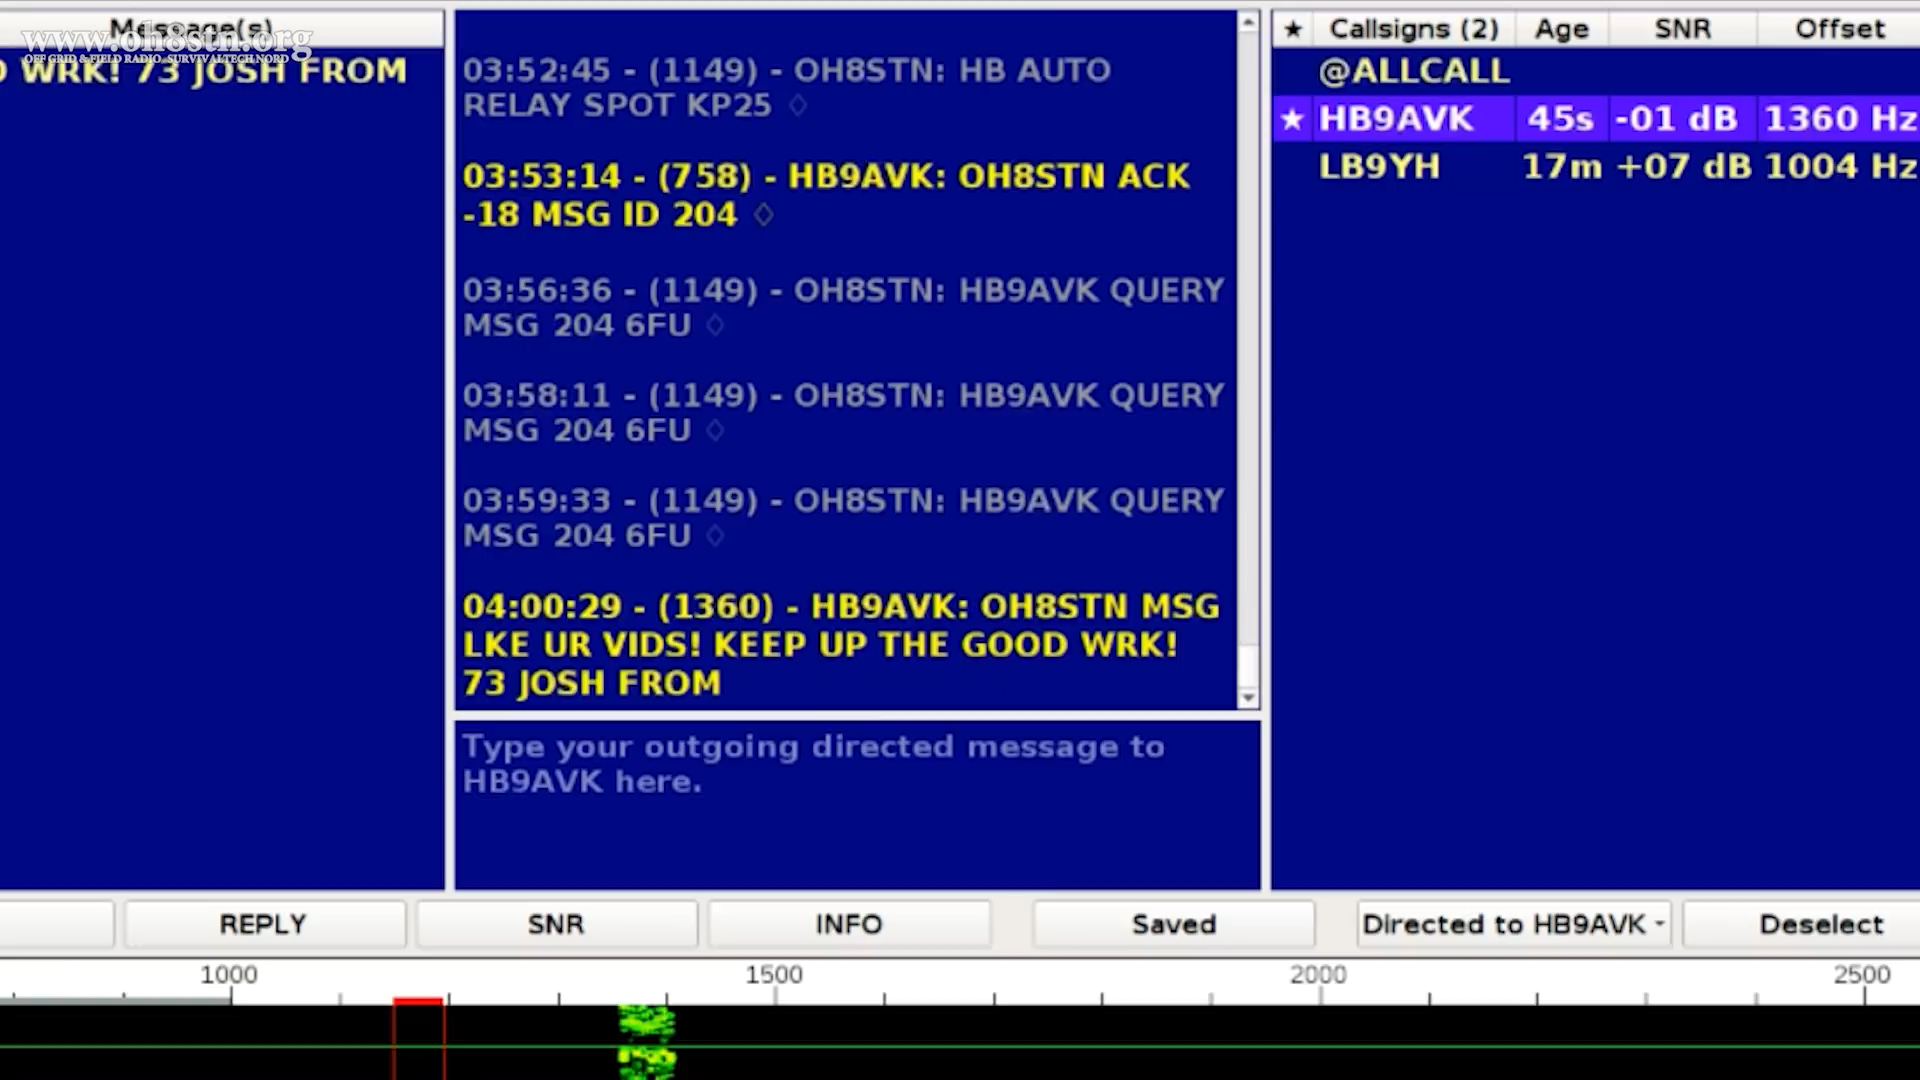 Message(s)
www.oh8stn.org
OFF GRID & FIELD RADIO SURVIVALTECH NORD
WRK! 73 JOSH FROM
03:52:45 - (1149) - OH8STN: HB AUTO
RELAY SPOT KP25 ♢
03:53:14 - (758) - HB9AVK: OH8STN ACK
-18 MSG ID 204 ♢
03:56:36 - (1149) - OH8STN: HB9AVK QUERY
MSG 204 6FU ♢
03:58:11 - (1149) - OH8STN: HB9AVK QUERY
MSG 204 6FU ♢
03:59:33 - (1149) - OH8STN: HB9AVK QUERY
MSG 204 6FU ♢
04:00:29 - (1360) - HB9AVK: OH8STN MSG
LKE UR VIDS! KEEP UP THE GOOD WRK!
73 JOSH FROM
Type your outgoing directed message to
HB9AVK here.
★ Callsigns (2) Age SNR Offset
@ALLCALL
★ HB9AVK 45s -01 dB 1360 Hz
LB9YH 17m +07 dB 1004 Hz
REPLY SNR INFO Saved Directed to HB9AVK Deselect
1000 1500 2000 2500